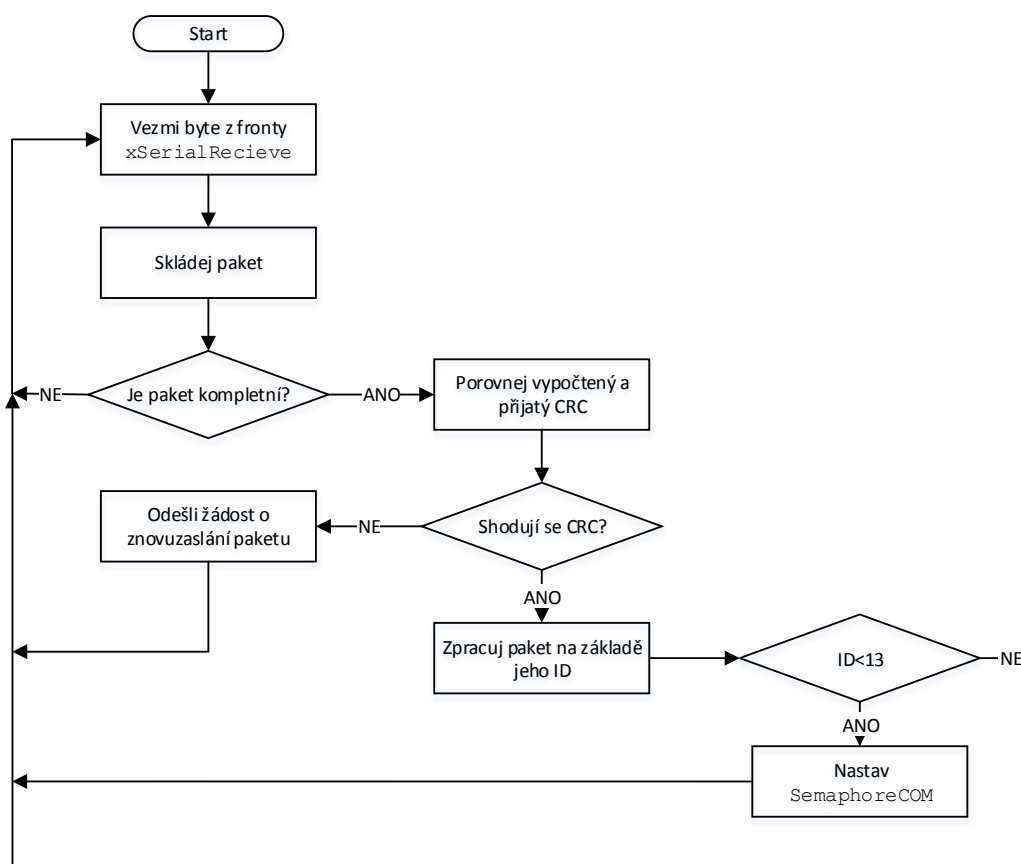 Start
Vezmi byte z fronty
xSerialRecieve
Skládej paket
Je paket kompletní?
NE
ANO
Porovnej vypočtený a
přijatý CRC
Shodují se CRC?
NE
Odešli žádost o
znovuzaslání paketu
ANO
Zpracuj paket na základě
jeho ID
ID<13
NE
ANO
Nastav
SemaphoreCOM